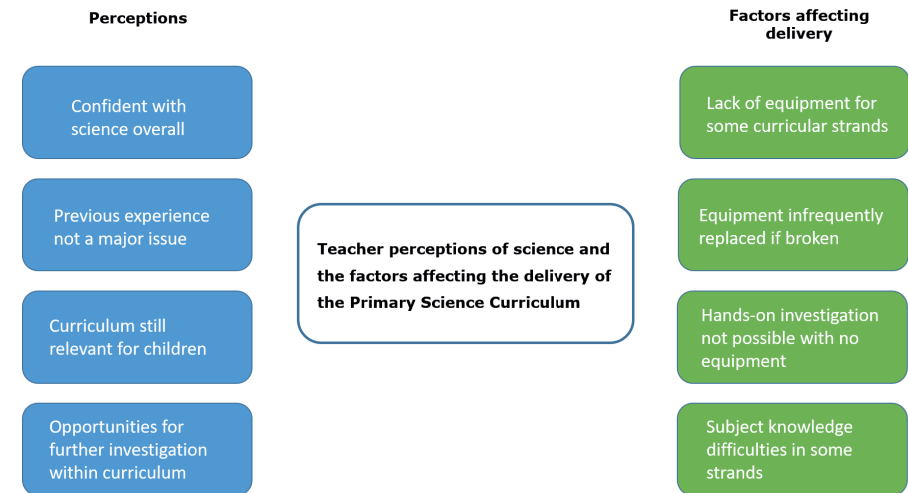 Perceptions
Confident with
science overall
Previous experience
not a major issue
Curriculum still
relevant for children
Opportunities for
further investigation
within curriculum
Teacher perceptions of science and
the factors affecting the delivery of
the Primary Science Curriculum
Factors affecting
delivery
Lack of equipment for
some curricular strands
Equipment infrequently
replaced if broken
Hands-on investigation
not possible with no
equipment
Subject knowledge
difficulties in some
strands